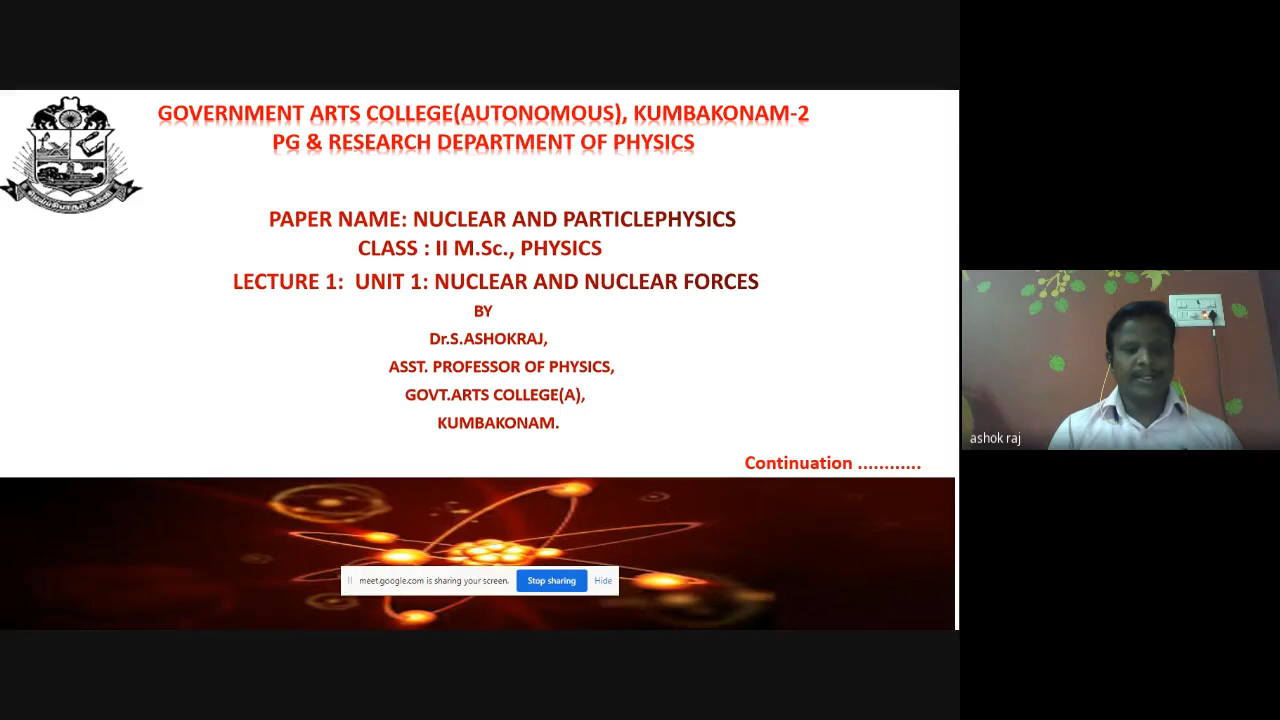 GOVERNMENT ARTS COLLEGE(AUTONOMOUS), KUMBAKONAM-2
PG & RESEARCH DEPARTMENT OF PHYSICS
PAPER NAME: NUCLEAR AND PARTICLEPHYSICS
CLASS : II M.Sc., PHYSICS
LECTURE 1:  UNIT 1: NUCLEAR AND NUCLEAR FORCES
BY
Dr.S.ASHOKRAJ,
ASST. PROFESSOR OF PHYSICS,
GOVT.ARTS COLLEGE(A),
KUMBAKONAM.
Continuation ............
meet.google.com is sharing your screen. Stop sharing Hide
ashok raj